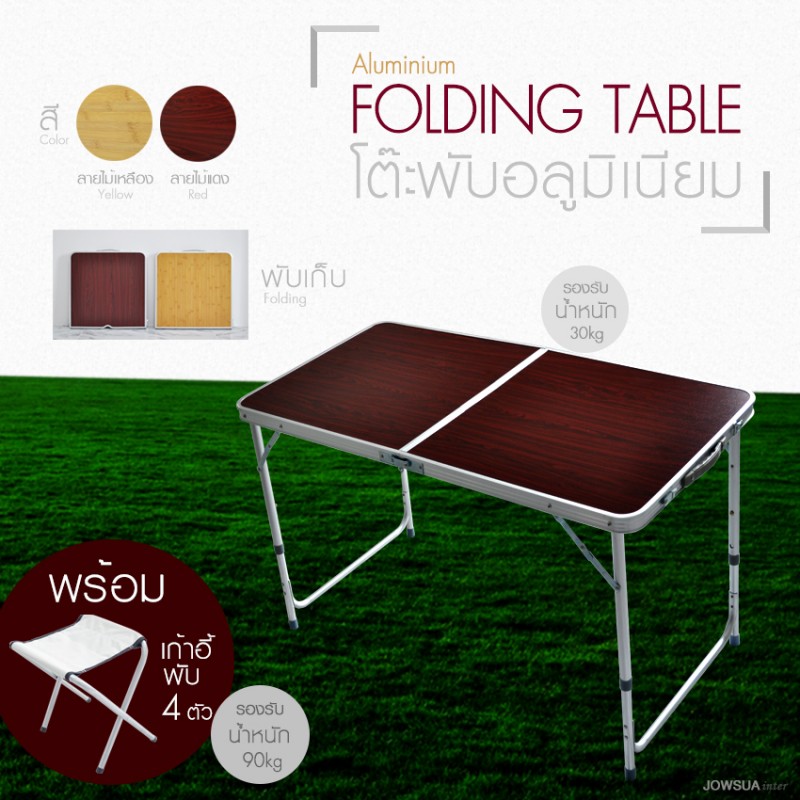 Aluminium
FOLDING TABLE
โต๊ะพับอลูมิเนียม
สี
Color
ลายไม้เหลือง
Yellow
ลายไม้แดง
Red
พับเก็บ
Folding
รองรับ
น้ำหนัก
30kg
พร้อม
เก้าอี้
พับ
4 ตัว
รองรับ
น้ำหนัก
90kg
JOWSUA inter